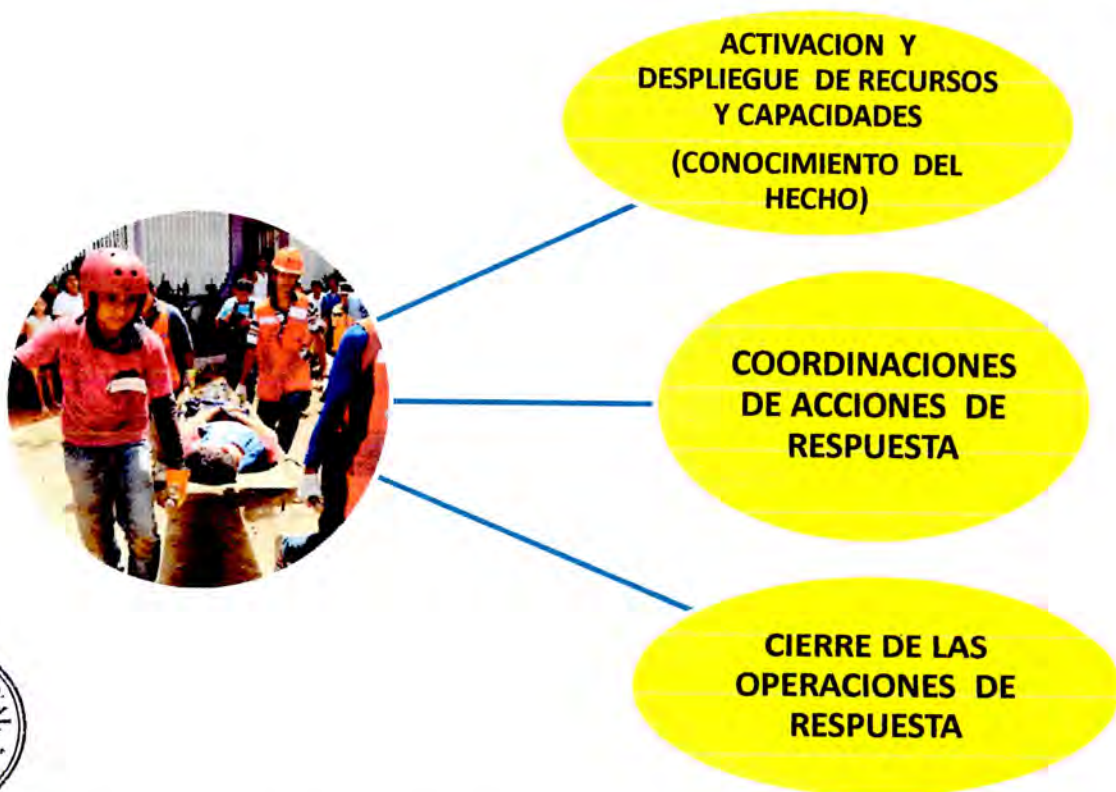 ACTIVACION Y
DESPLIEGUE DE RECURSOS
Y CAPACIDADES
(CONOCIMIENTO DEL
HECHO)
COORDINACIONES
DE ACCIONES DE
RESPUESTA
CIERRE DE LAS
OPERACIONES DE
RESPUESTA